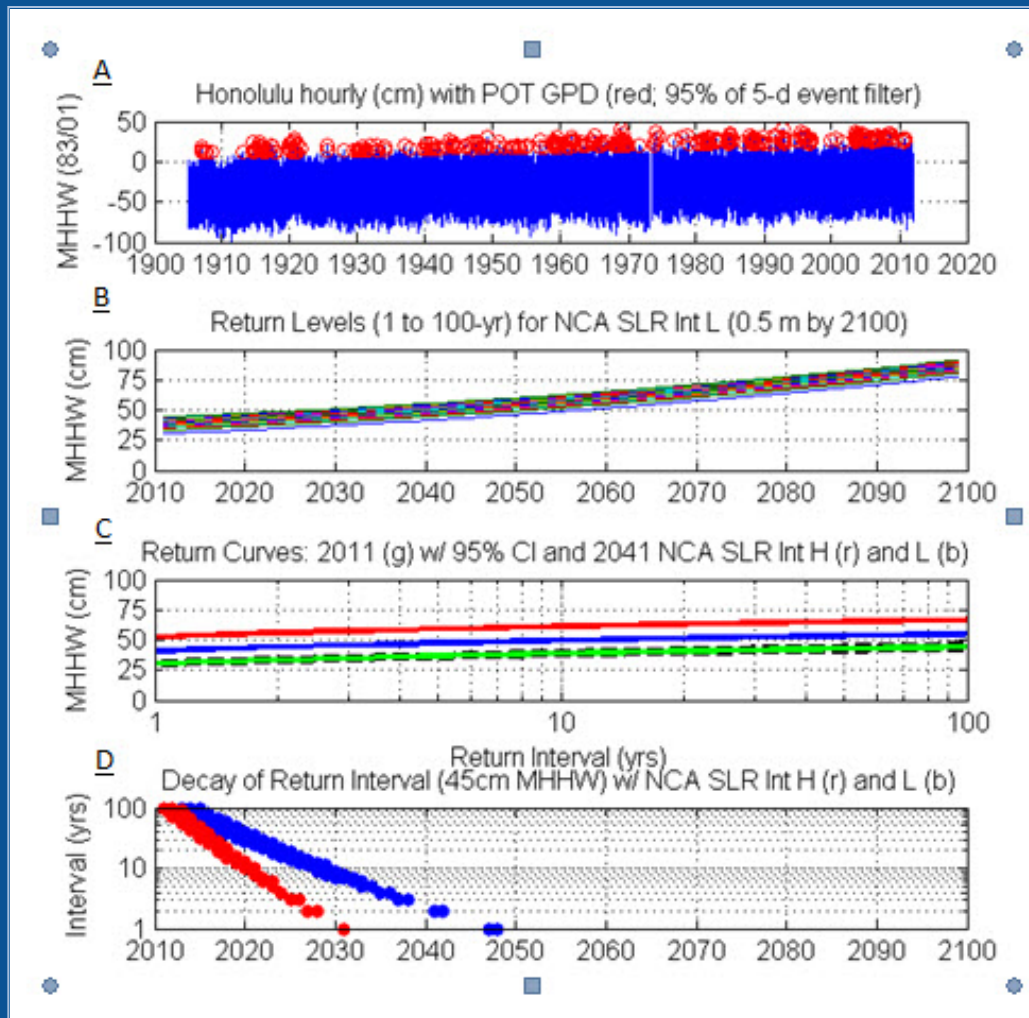 A
Honolulu hourly (cm) with POT GPD (red; 95% of 5-d event filter)
MHHW (83/01)
50
0
-50
-100
1900 1910 1920 1930 1940 1950 1960 1970 1980 1990 2000 2010 2020
B
Return Levels (1 to 100-yr) for NCA SLR Int L (0.5 m by 2100)
MHHW (cm)
100
75
50
25
0
2010 2020 2030 2040 2050 2060 2070 2080 2090 2100
C
Return Curves: 2011 (g) w/ 95% CI and 2041 NCA SLR Int H (r) and L (b)
MHHW (cm)
100
75
50
25
0
1 10 100
Return Interval (yrs)
D
Decay of Return Interval (45cm MHHW) w/ NCA SLR Int H (r) and L (b)
Interval (yrs)
100
10
1
2010 2020 2030 2040 2050 2060 2070 2080 2090 2100